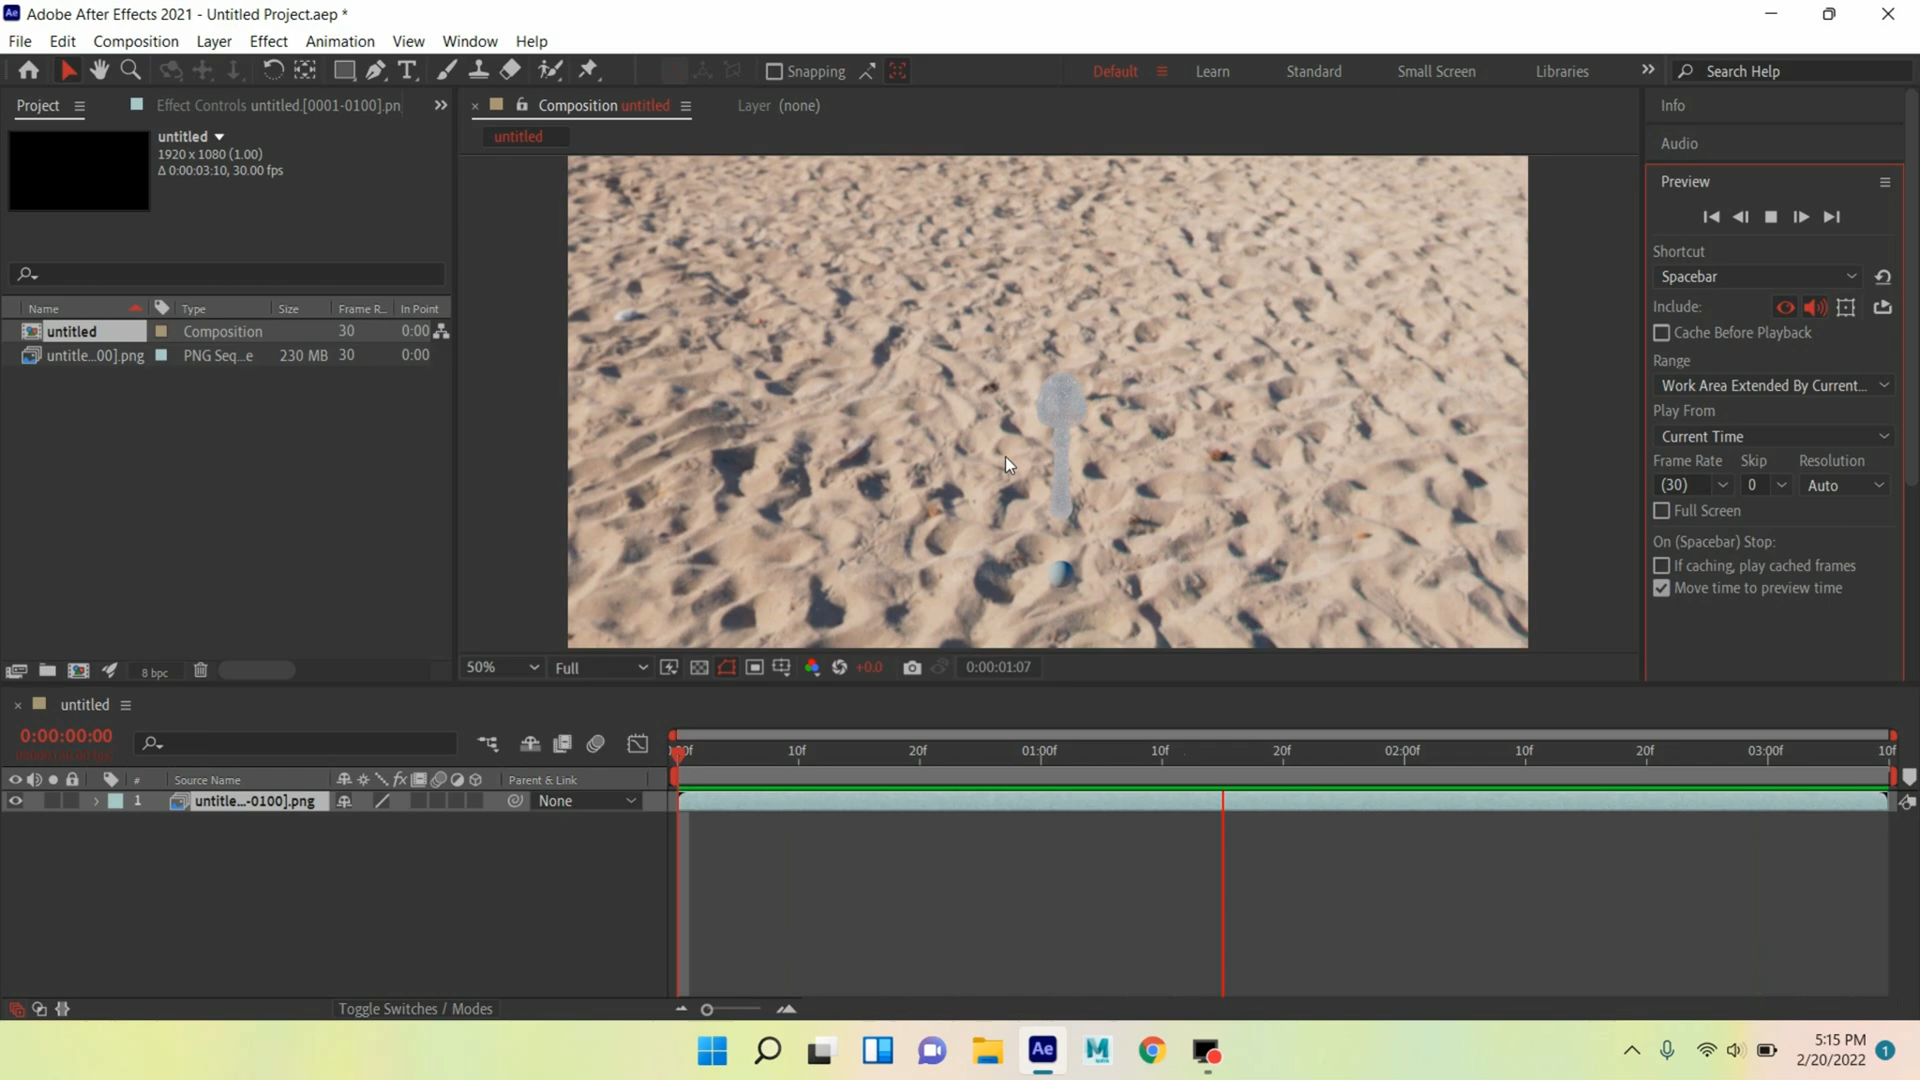 Adobe After Effects 2021 - Untitled Project.aep *
File Edit Composition Layer Effect Animation View Window Help
Snapping Default Learn Standard Small Screen Libraries Search Help
Project Effect Controls untitled.[0001-0100].pn Composition untitled Layer (none) Info
untitled
1920 x 1080 (1.00)
Δ 0:00:03:10, 30.00 fps
untitled
Audio
Preview
Shortcut
Spacebar
Include:
Cache Before Playback
Range
Work Area Extended By Current...
Play From
Current Time
Frame Rate Skip Resolution
(30) 0 Auto
Full Screen
On (Spacebar) Stop:
If caching, play cached frames
Move time to preview time
Name Type Size Frame R... In Point
untitled Composition 30 0:00
untitle...00].png PNG Seq...e 230 MB 30 0:00
8 bpc
50% Full +0.0 0:00:01:07
untitled
0:00:00:00
10f 20f 01:00f 10f 20f 02:00f 10f 20f 03:00f 10f
# Source Name fx Parent & Link
1 untitle...-0100].png None
Toggle Switches / Modes
Ae M
5:15 PM
2/20/2022 1